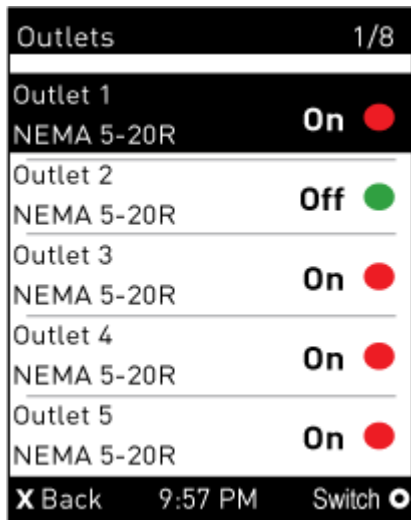 Outlets 1/8
Outlet 1
On
NEMA 5-20R
Outlet 2
Off
NEMA 5-20R
Outlet 3
On
NEMA 5-20R
Outlet 4
On
NEMA 5-20R
Outlet 5
On
NEMA 5-20R
X Back 9:57 PM Switch